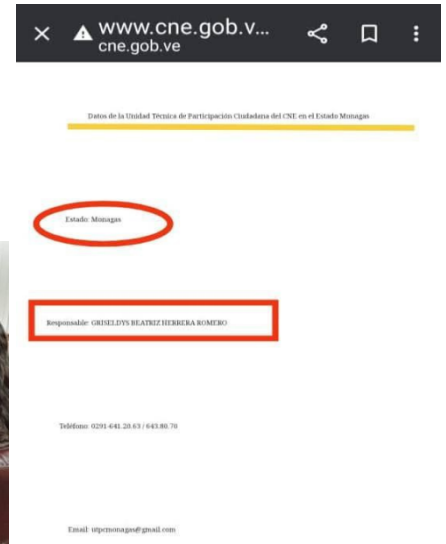 www.cne.gob.v...
cne.gob.ve
Datos de la Unidad Técnica de Participación Ciudadana del CNE en el Estado Monagas
Estado: Monagas
Responsable: GRISELDYS BEATRIZ HERRERA ROMERO
Teléfono: 0291-641.20.63 / 643.80.70
Email: utpcmonagas@gmail.com